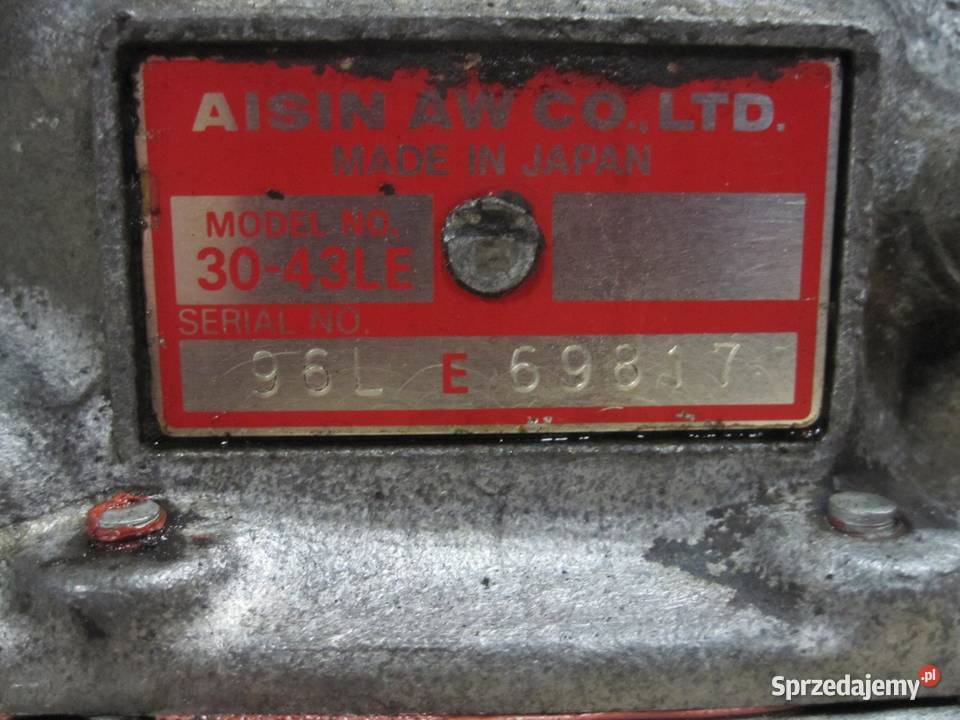 AISIN AW CO., LTD.
MADE IN JAPAN
MODEL NO.
30-43LE
SERIAL NO.
96L E 69817
Sprzedajemy.pl